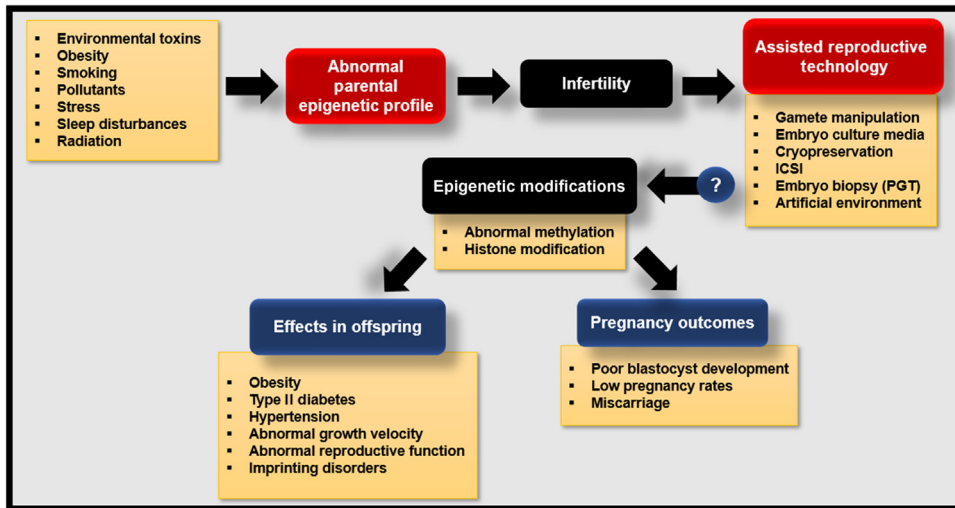 ▪ Environmental toxins
▪ Obesity
▪ Smoking
▪ Pollutants
▪ Stress
▪ Sleep disturbances
▪ Radiation
Abnormal
parental
epigenetic profile
Infertility
Assisted reproductive
technology
▪ Gamete manipulation
▪ Embryo culture media
▪ Cryopreservation
▪ ICSI
▪ Embryo biopsy (PGT)
▪ Artificial environment
?
Epigenetic modifications
▪ Abnormal methylation
▪ Histone modification
Effects in offspring
▪ Obesity
▪ Type II diabetes
▪ Hypertension
▪ Abnormal growth velocity
▪ Abnormal reproductive function
▪ Imprinting disorders
Pregnancy outcomes
▪ Poor blastocyst development
▪ Low pregnancy rates
▪ Miscarriage